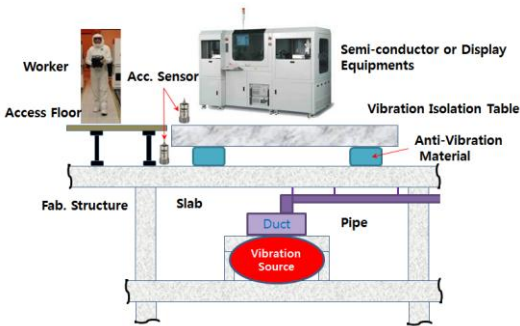 Worker
Acc. Sensor
Access Floor
Semi-conductor or Display
Equipments
Vibration Isolation Table
Anti-Vibration
Material
Fab. Structure
Slab
Duct
Pipe
Vibration
Source